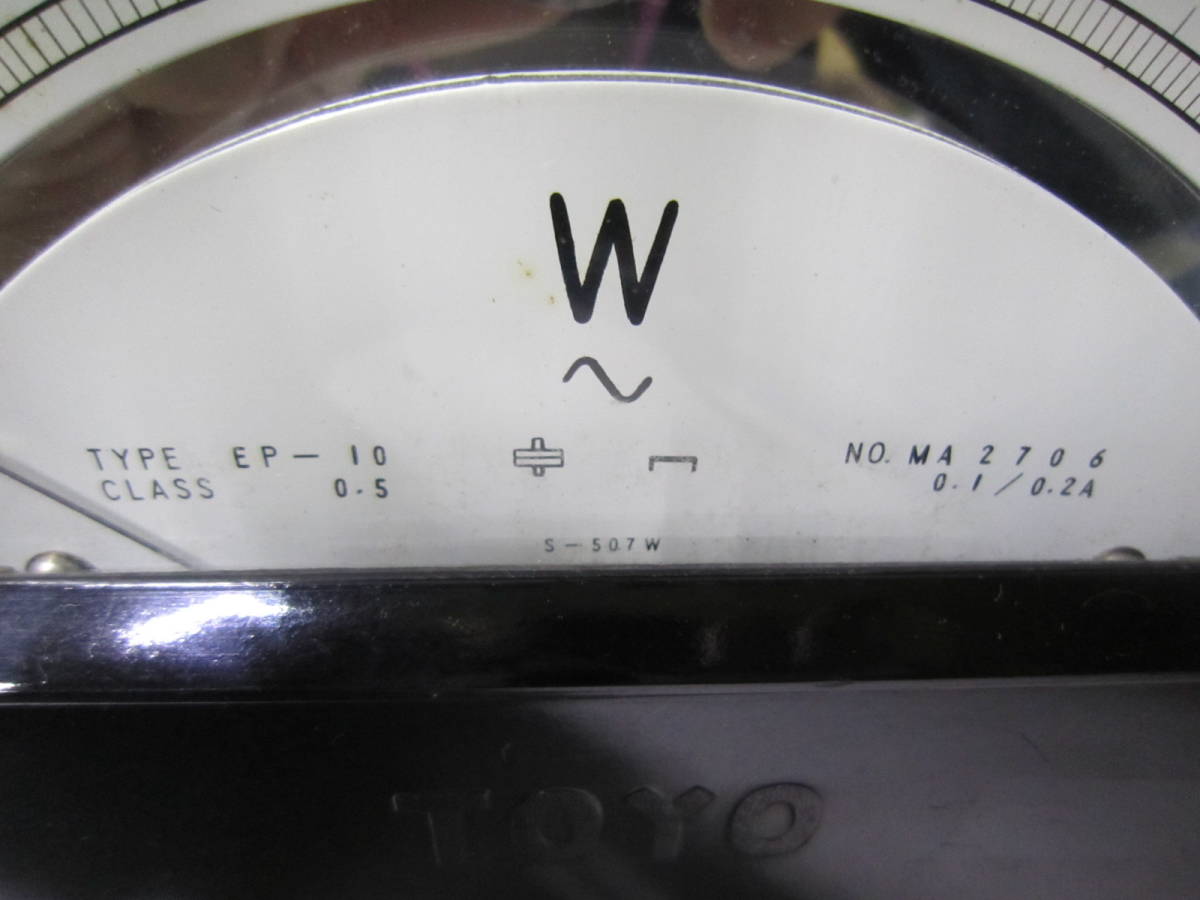 W
~
TYPE EP-10
CLASS 0.5
NO. MA 2706
0.1/0.2A
S-507W
TOYO